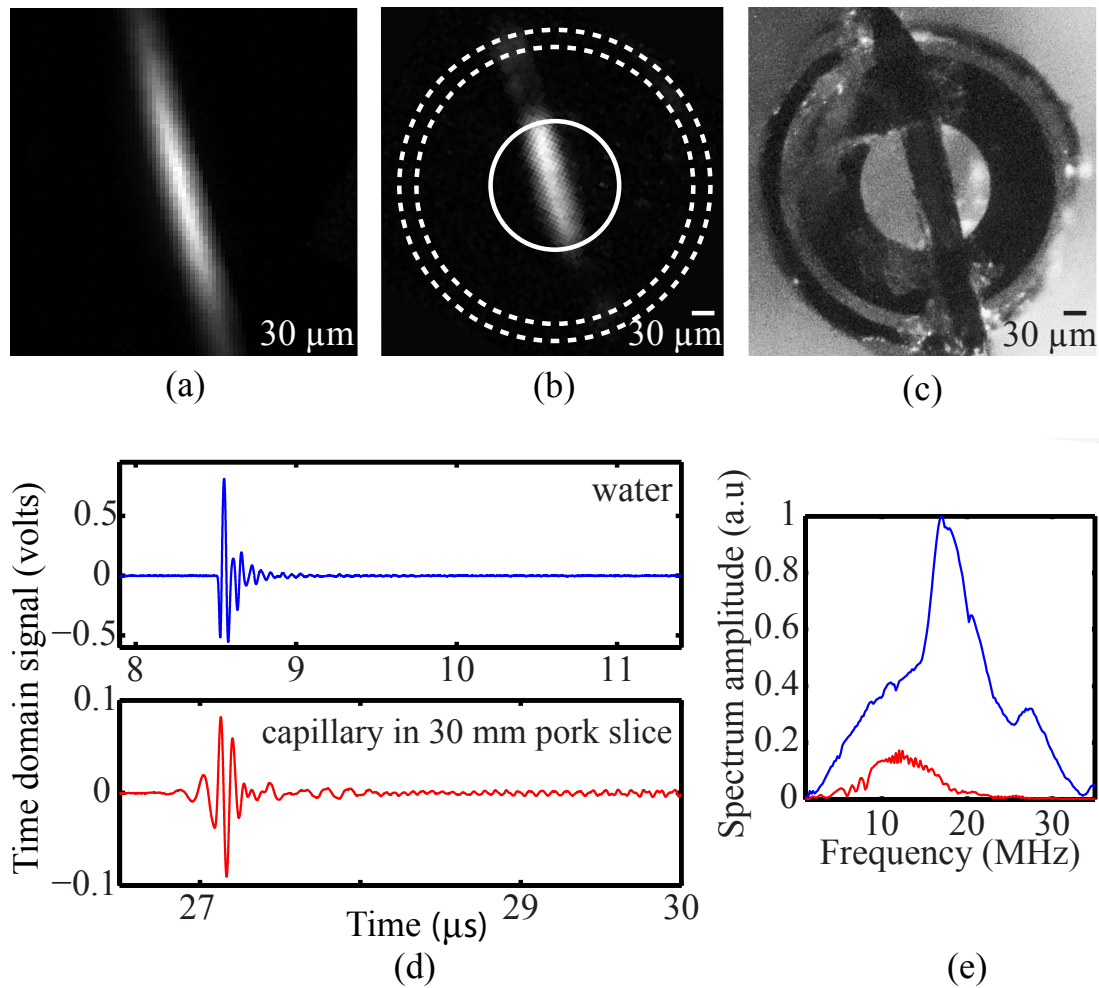 30 µm
30 µm
30 µm
(a)
(b)
(c)
Time domain signal (volts)
0.5
0
−0.5
water
8
9
10
11
0.1
0
−0.1
capillary in 30 mm pork slice
27
29
30
Time (µs)
(d)
Spectrum amplitude (a.u)
1
0.8
0.6
0.4
0.2
0
10
20
30
Frequency (MHz)
(e)